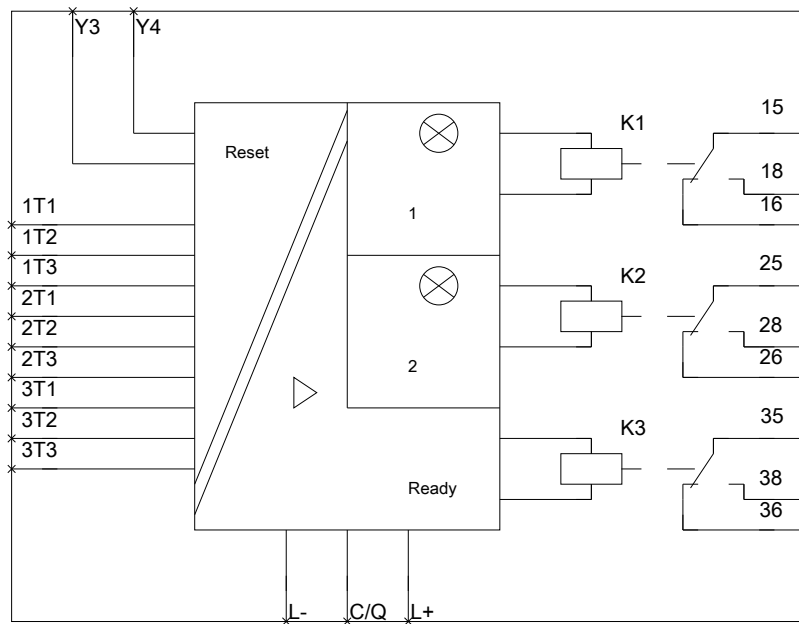 Y3 Y4
K1 15
Reset
18
1T1 1 16
1T2
1T3 K2 25
2T1
2T2 28
2T3 2 26
3T1
3T2 K3 35
3T3
Ready 38
36
L- C/Q L+